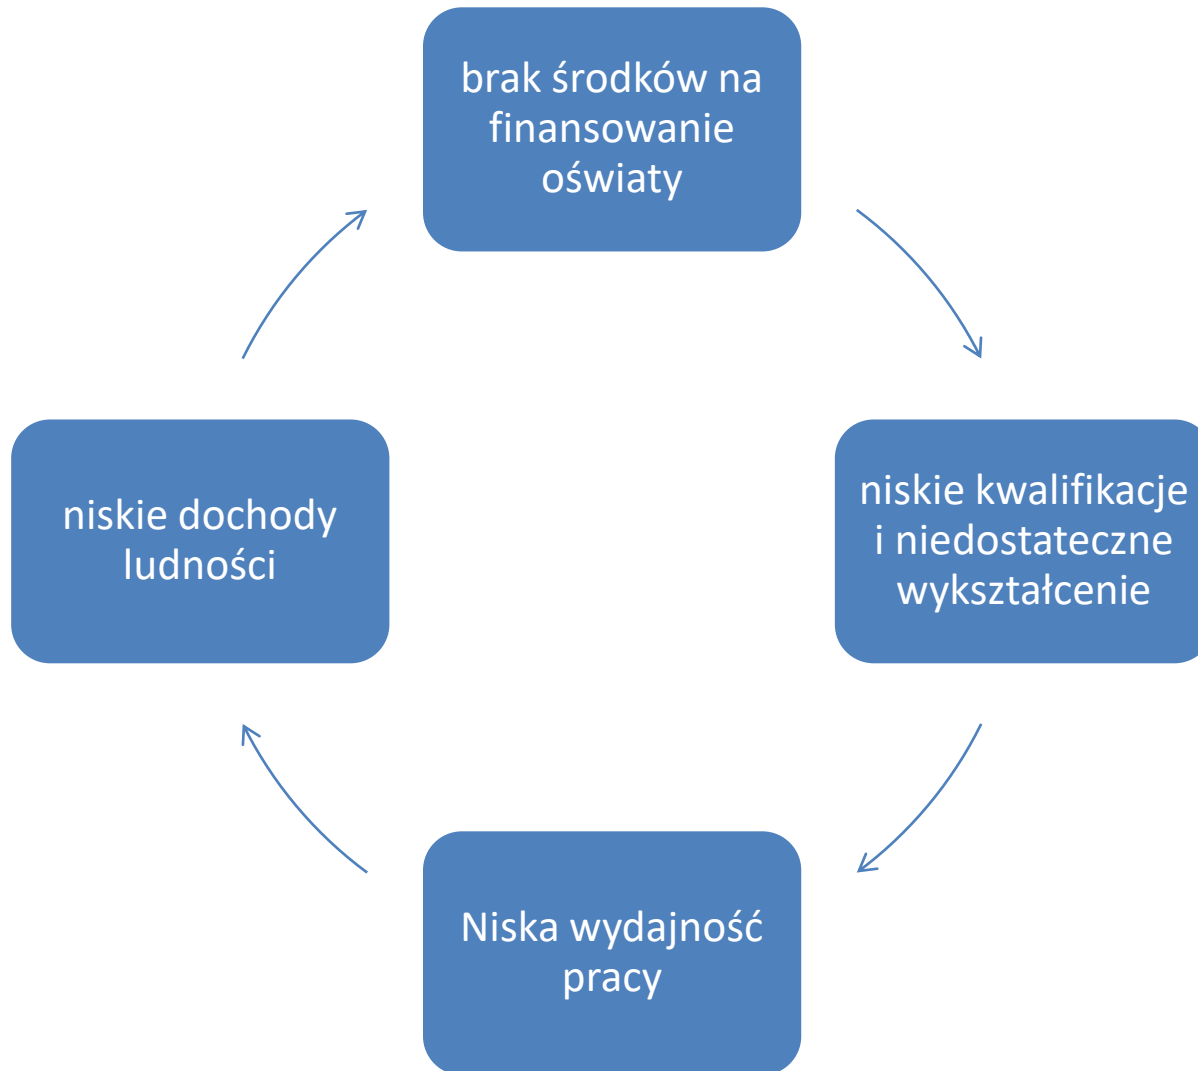 brak środków na
finansowanie
oświaty
niskie kwalifikacje
i niedostateczne
wykształcenie
Niska wydajność
pracy
niskie dochody
ludności